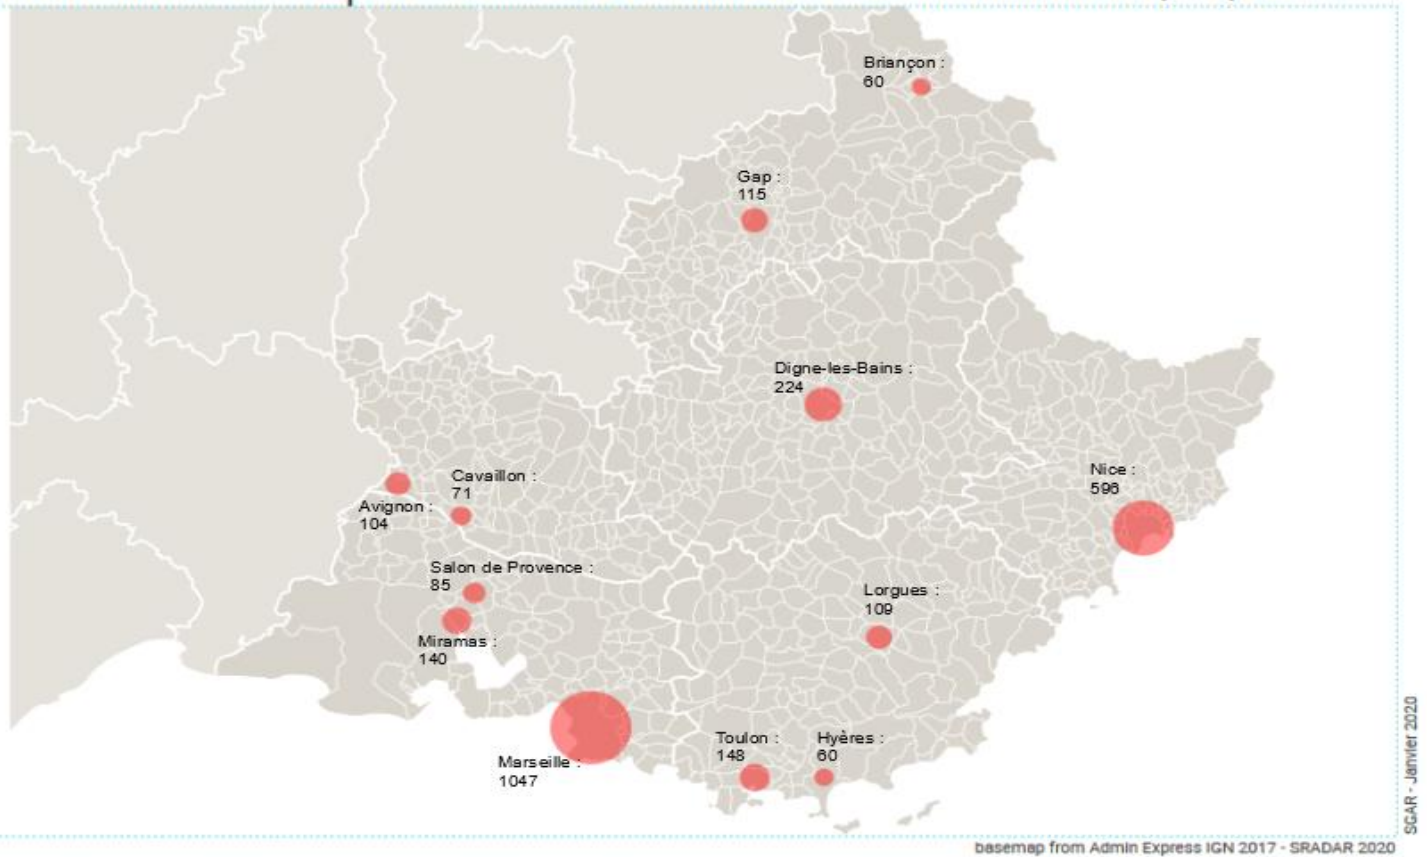 Briançon :
60
Gap :
115
Digne-les-Bains :
224
Nice :
596
Cavaillon :
71
Avignon :
104
Salon de Provence :
85
Miramas :
140
Lorgues :
109
Marseille :
1047
Toulon :
148
Hyères :
60
SGAR - Janvier 2020
basemap from Admin Express IGN 2017 - SRADAR 2020